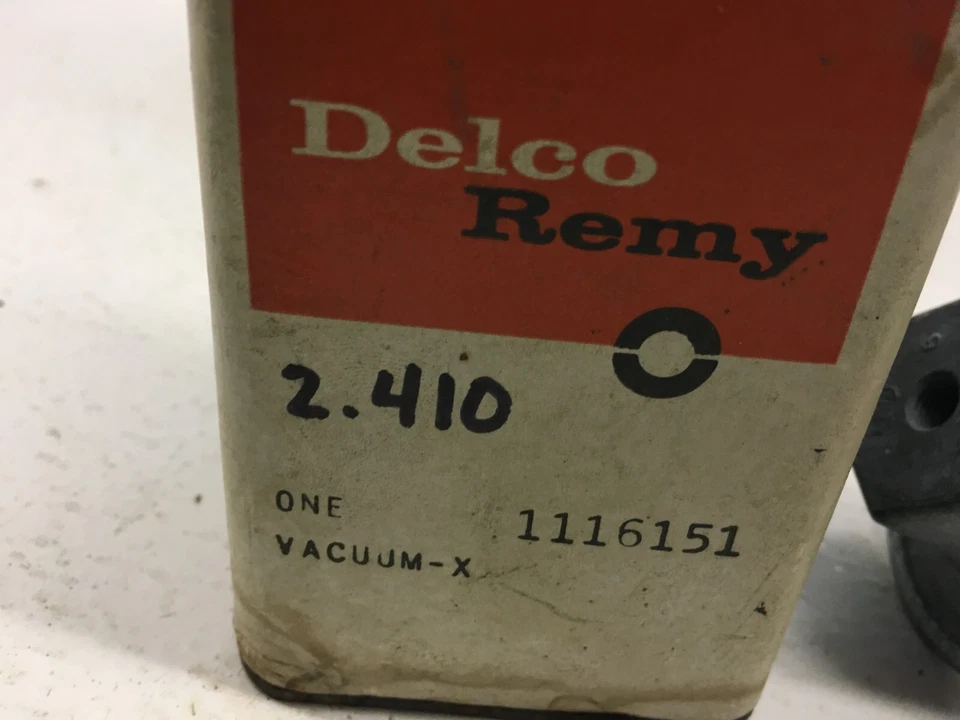 Delco
Remy
2.410
ONE
VACUUM-X
1116151